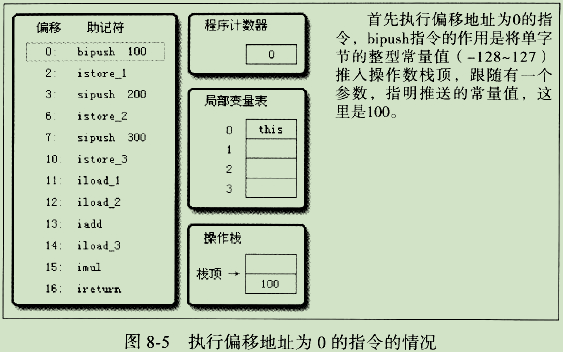 偏移 助记符
0: bipush 100
2: istore_1
3: sipush 200
6: istore_2
7: sipush 300
10: istore_3
11: iload_1
12: iload_2
13: iadd
14: iload_3
15: imul
16: ireturn
程序计数器
0
局部变量表
0 this
1
2
3
操作栈
栈顶 →
100
首先执行偏移地址为0的指
令，bipush指令的作用是将单字
节的整型常量值（-128~127）
推入操作数栈顶，跟随有一个
参数，指明推送的常量值，这
里是100。
图 8-5 执行偏移地址为 0 的指令的情况